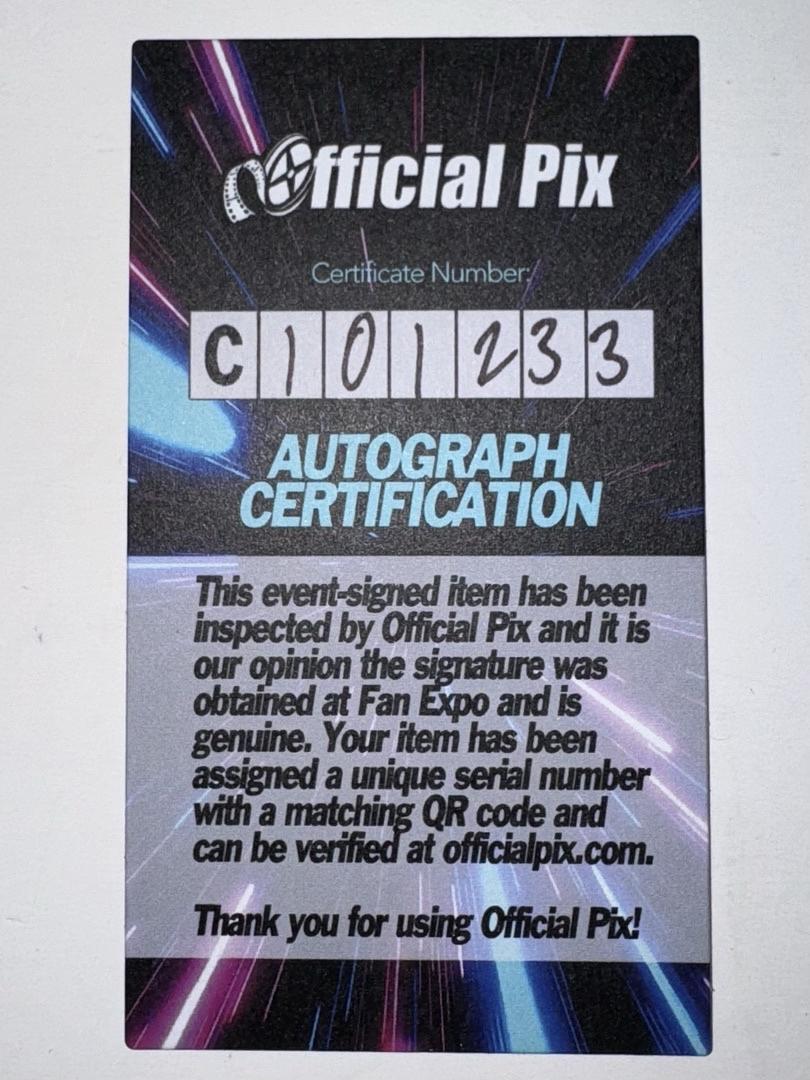 Official Pix
Certificate Number:
C101233
AUTOGRAPH
CERTIFICATION
This event-signed item has been
inspected by Official Pix and it is
our opinion the signature was
obtained at Fan Expo and is
genuine. Your item has been
assigned a unique serial number
with a matching QR code and
can be verified at officialpix.com.
Thank you for using Official Pix!